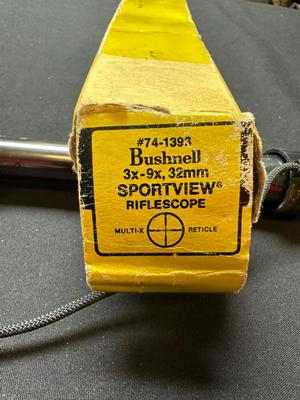 #74-1393
Bushnell
3x-9x, 32mm
SPORTVIEW®
RIFLESCOPE
MULTI-X RETICLE